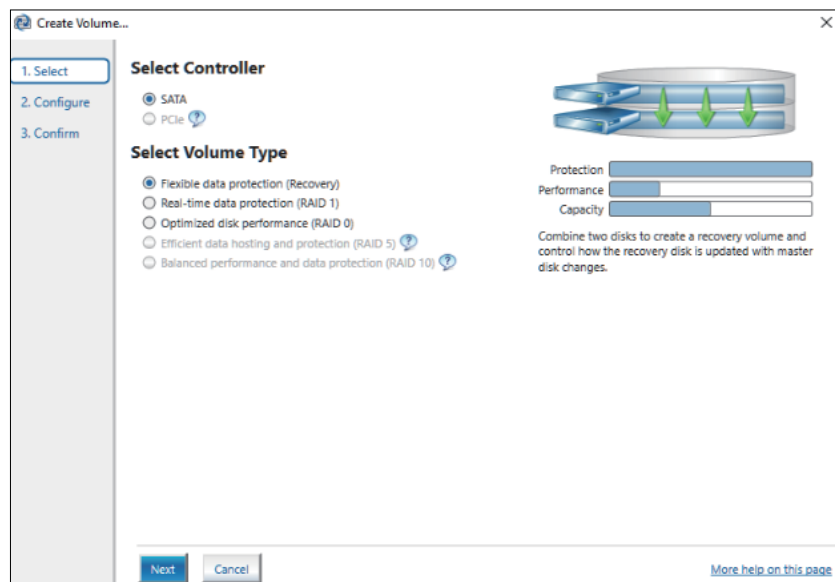 Create Volume...
1. Select
2. Configure
3. Confirm
Select Controller
SATA
PCIe ?
Select Volume Type
Flexible data protection (Recovery)
Real-time data protection (RAID 1)
Optimized disk performance (RAID 0)
Efficient data hosting and protection (RAID 5) ?
Balanced performance and data protection (RAID 10) ?
Protection
Performance
Capacity
Combine two disks to create a recovery volume and
control how the recovery disk is updated with master
disk changes.
Next
Cancel
More help on this page